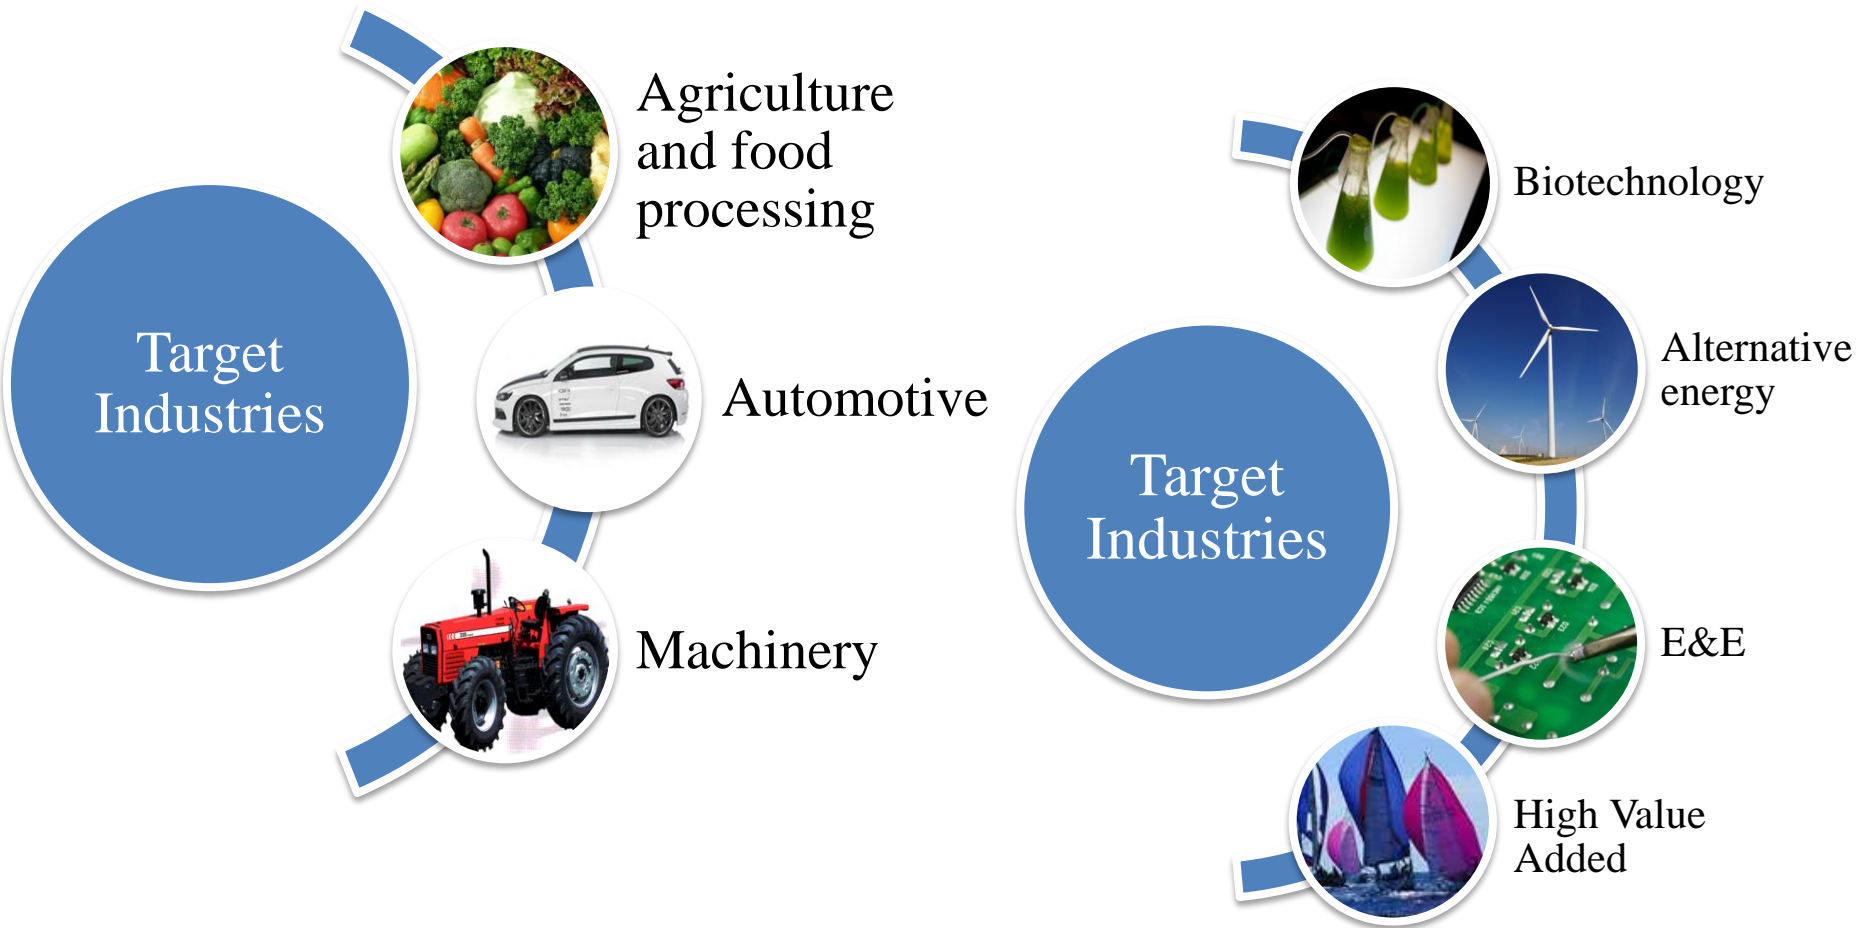 Target
Industries
Agriculture
and food
processing
Automotive
Machinery
Target
Industries
Biotechnology
Alternative
energy
E&E
High Value
Added